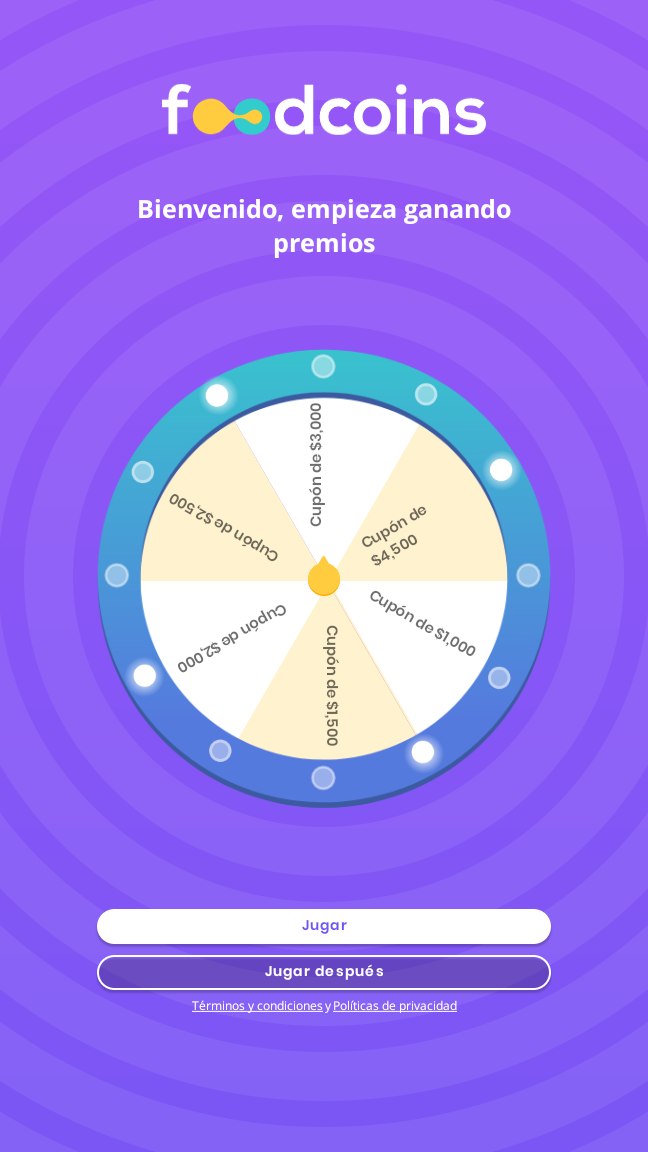 foodcoins
Bienvenido, empieza ganando
premios
Cupón de $3,000
Cupón de
$4,500
Cupón de $1,000
Cupón de $1,500
Cupón de $2,000
Cupón de $2,500
Jugar
Jugar después
Términos y condiciones y Políticas de privacidad